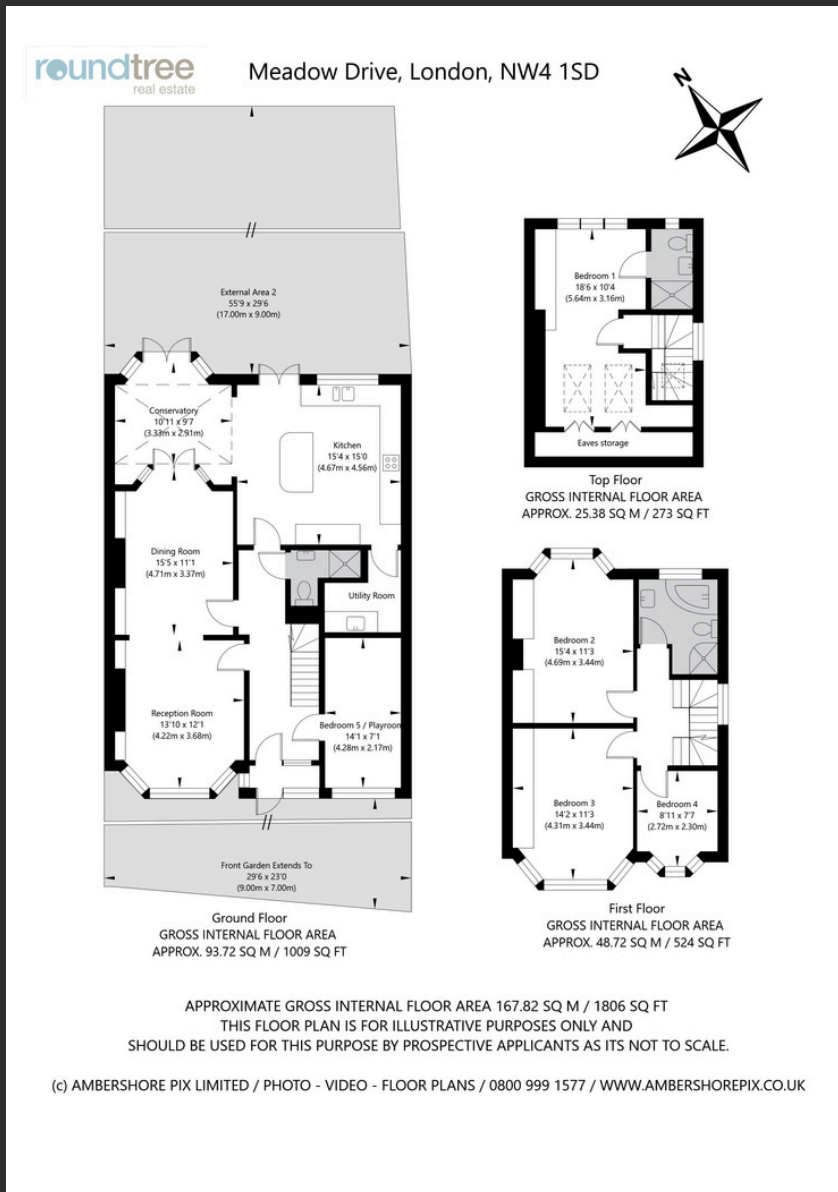 roundtree
real estate
Meadow Drive, London, NW4 1SD
N
External Area 2
55'9 x 29'6
(17.00m x 9.00m)
Conservatory
10'11 x 9'7
(3.33m x 2.91m)
Kitchen
15'4 x 15'0
(4.67m x 4.56m)
Dining Room
15'5 x 11'1
(4.71m x 3.37m)
Utility Room
Reception Room
13'10 x 12'1
(4.22m x 3.68m)
Bedroom 5 / Playroom
14'1 x 7'1
(4.28m x 2.17m)
Front Garden Extends To
29'6 x 23'0
(9.00m x 7.00m)
Ground Floor
GROSS INTERNAL FLOOR AREA
APPROX. 93.72 SQ M / 1009 SQ FT
Bedroom 1
18'6 x 10'4
(5.64m x 3.16m)
Eaves storage
Top Floor
GROSS INTERNAL FLOOR AREA
APPROX. 25.38 SQ M / 273 SQ FT
Bedroom 2
15'4 x 11'3
(4.69m x 3.44m)
Bedroom 3
14'2 x 11'3
(4.31m x 3.44m)
Bedroom 4
8'11 x 7'7
(2.72m x 2.30m)
First Floor
GROSS INTERNAL FLOOR AREA
APPROX. 48.72 SQ M / 524 SQ FT
APPROXIMATE GROSS INTERNAL FLOOR AREA 167.82 SQ M / 1806 SQ FT
THIS FLOOR PLAN IS FOR ILLUSTRATIVE PURPOSES ONLY AND
SHOULD BE USED FOR THIS PURPOSE BY PROSPECTIVE APPLICANTS AS ITS NOT TO SCALE.
(c) AMBERSHORE PIX LIMITED / PHOTO - VIDEO - FLOOR PLANS / 0800 999 1577 / WWW.AMBERSHOREPIX.CO.UK